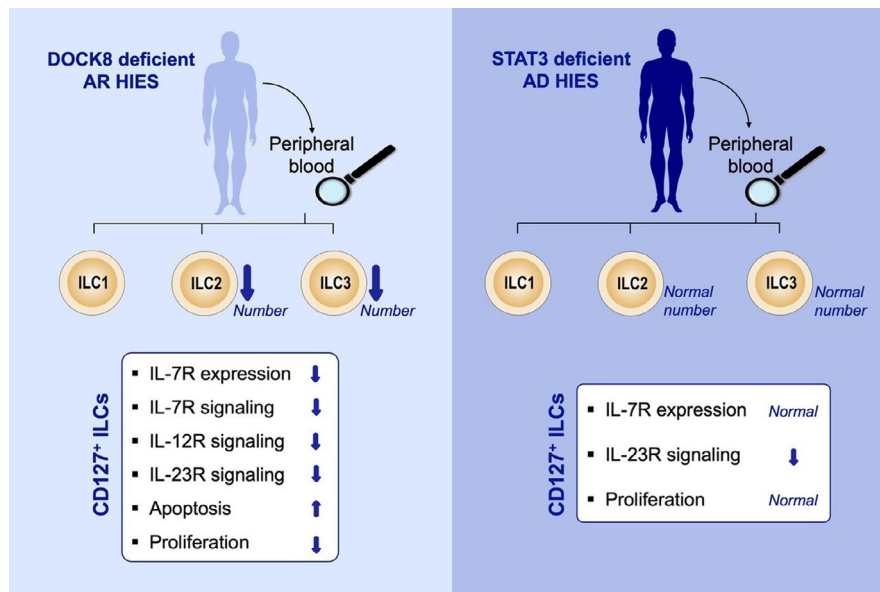 DOCK8 deficient
AR HIES
Peripheral
blood
ILC1
ILC2
Number
ILC3
Number
CD127⁺ ILCs
▪ IL-7R expression ⬇
▪ IL-7R signaling ⬇
▪ IL-12R signaling ⬇
▪ IL-23R signaling ⬇
▪ Apoptosis ⬆
▪ Proliferation ⬇
STAT3 deficient
AD HIES
Peripheral
blood
ILC1
ILC2
Normal
number
ILC3
Normal
number
CD127⁺ ILCs
▪ IL-7R expression Normal
▪ IL-23R signaling ⬇
▪ Proliferation Normal